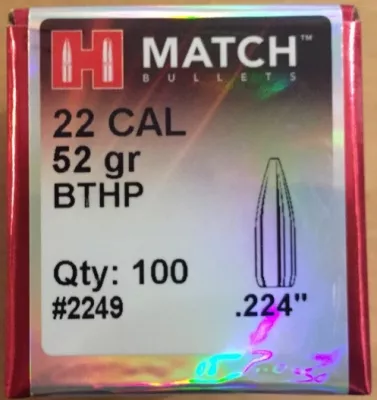 H MATCH™
BULLETS
22 CAL
52 gr
BTHP
Qty: 100
#2249
.224"